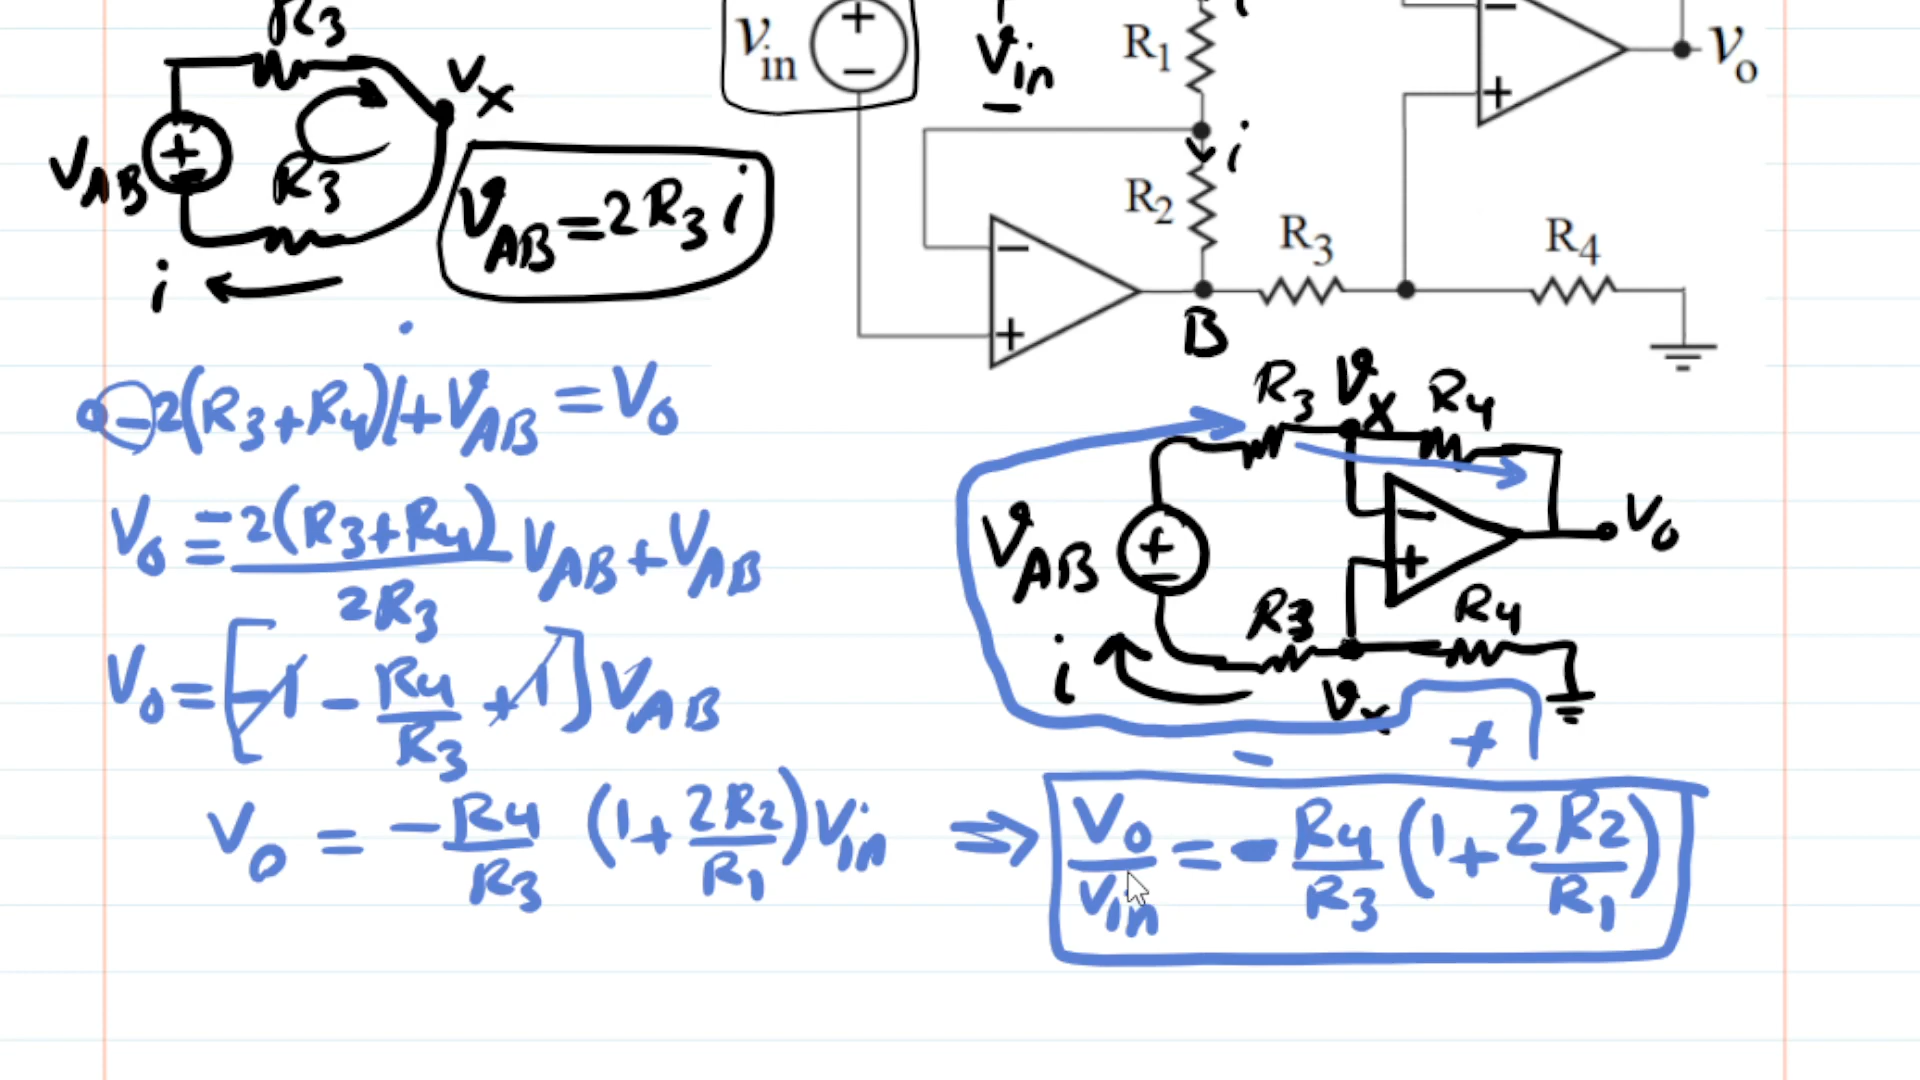 R3
Vx
VAB
R3
i
VAB = 2R3 i
vin
+
−
Vin
−
R1
i
R2
−
+
B
R3
R4
−
+
vo
0 − 2(R3+R4)i + VAB = Vo
Vo = −2(R3+R4)/2R3 VAB + VAB
Vo = [−1 − R4/R3 + 1] VAB
Vo = −R4/R3 (1 + 2R2/R1) Vin ⇒ Vo/Vin = −R4/R3 (1 + 2R2/R1)
R3
Vx
R4
VAB
+
−
−
+
Vo
R3
R4
i
Vx
−
+